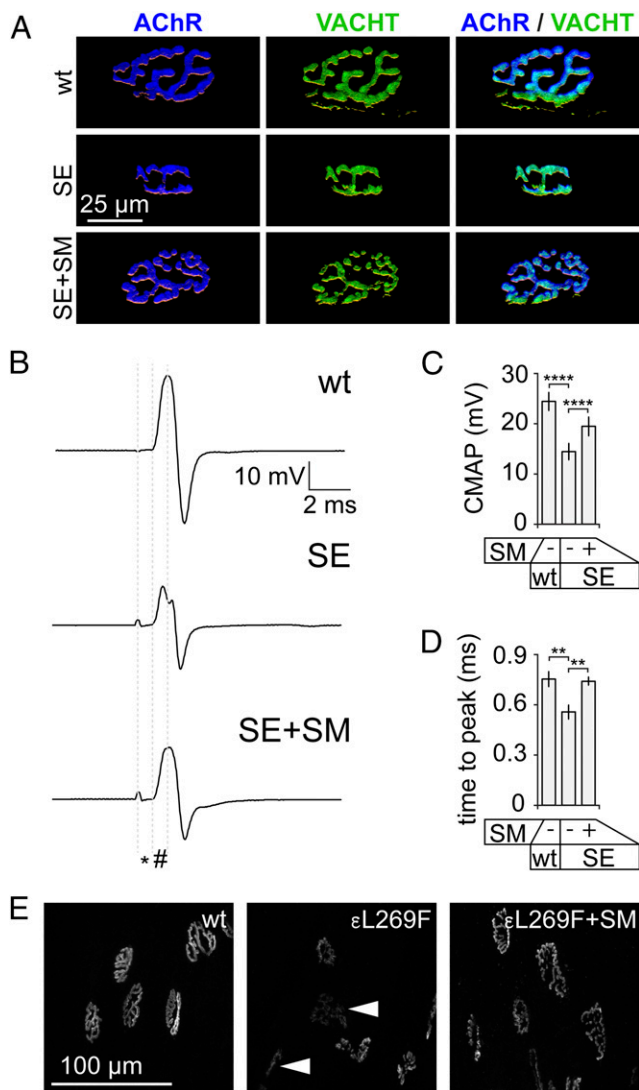 A
AChR VACHT AChR / VACHT
wt
SE
25 µm
SE+SM
B
wt
10 mV
2 ms
SE
SE+SM
* #
C
CMAP (mV)
30
20
10
0
****
****
SM - - +
wt SE
D
time to peak (ms)
0.9
0.6
0.3
0
**
**
SM - - +
wt SE
E
wt εL269F εL269F+SM
100 µm